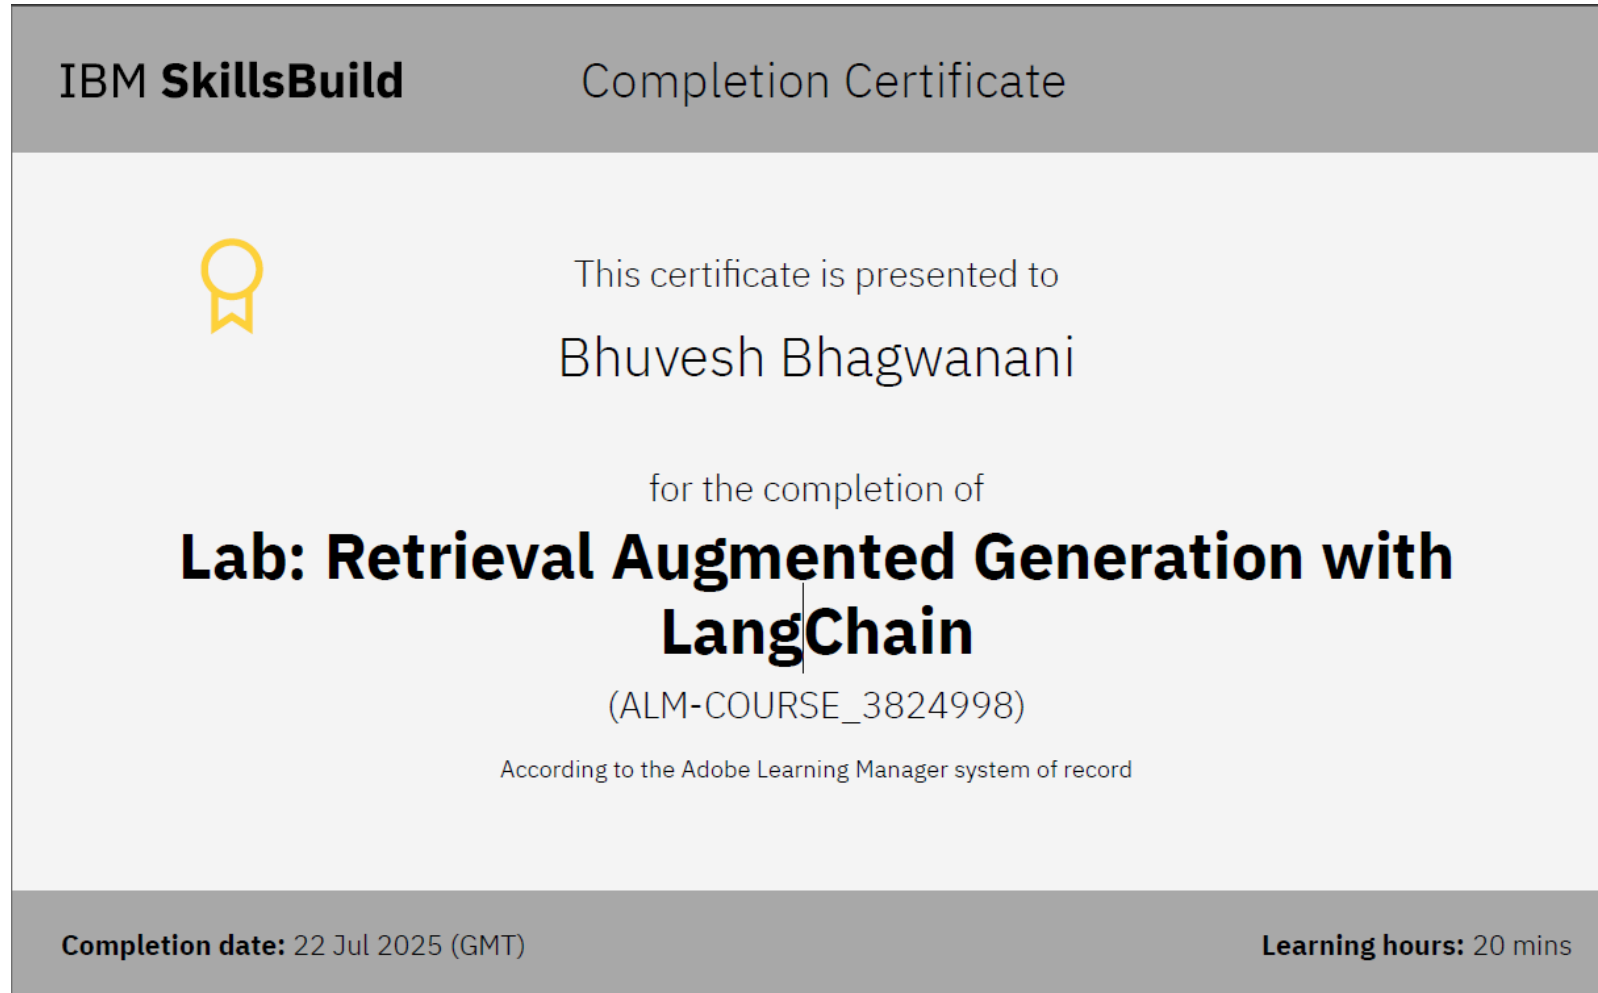 IBM SkillsBuild
Completion Certificate
This certificate is presented to
Bhuvesh Bhagwanani
for the completion of
Lab: Retrieval Augmented Generation with
LangChain
(ALM-COURSE_3824998)
According to the Adobe Learning Manager system of record
Completion date: 22 Jul 2025 (GMT)
Learning hours: 20 mins